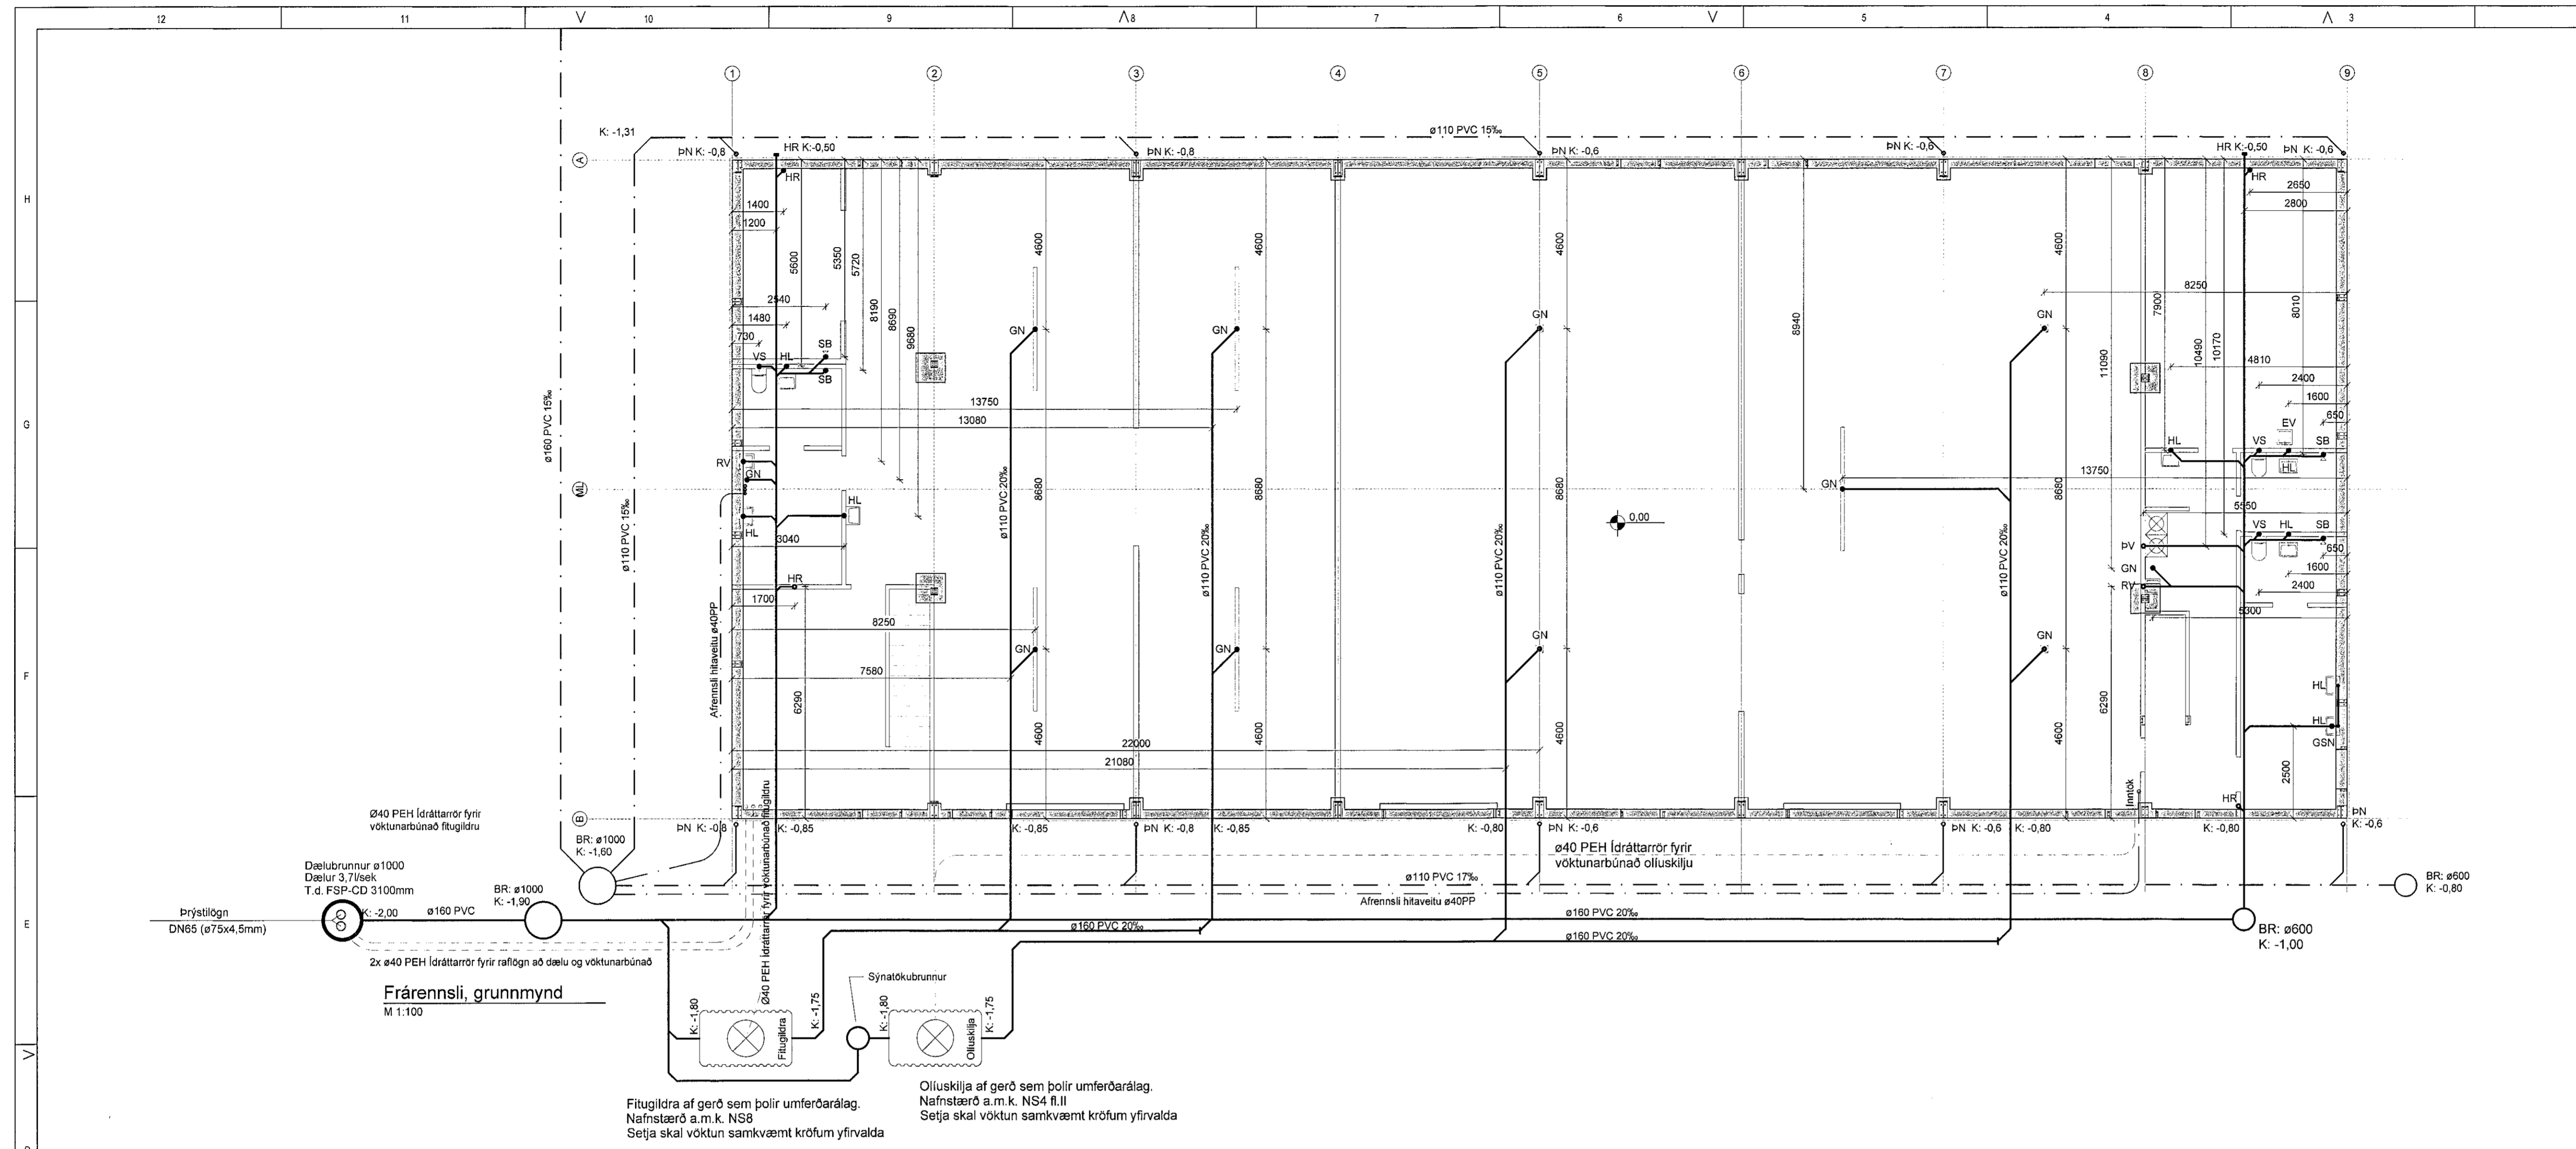 12 11 10 9 8 7 6 5 4 3
1 2 3 4 5 6 7 8 9
K: -1,31
ø110 PVC 15‰
ÞN K: -0,8
HR K:-0,50
ÞN K: -0,8
ÞN K: -0,6
ÞN K: -0,6
HR K:-0,50
ÞN K: -0,6
A
HR
HR
H
1400
1200
2650
2800
5600
5350
5720
8190
8690
9680
4600
4600
4600
8940
4600
11090
7900
10490
10170
8010
8250
2540
1480
730
VS HL SB
SB
GN
GN
GN
GN
4810
2400
1600
650
13750
13080
G
ø160 PVC 15‰
ø110 PVC 15‰
EV
HL
VS
SB
HL
RV
GN
ML
13750
GN
8680
8680
8680
8680
5550
HL
HL
3040
0,00
VS HL SB
650
ÞV
GN
RV
1600
2400
5300
HR
1700
ø110 PVC 20‰
ø110 PVC 20‰
ø110 PVC 20‰
ø110 PVC 20‰
Afrennsli hitaveitu ø40PP
8250
GN
GN
GN
GN
7580
F
6290
6290
HL
HL
GSN
4600
4600
4600
4600
22000
21080
2500
Inntök
HR
B
ÞN K: -0,8
K: -0,85
K: -0,85
ÞN K: -0,8
K: -0,85
K: -0,80
ÞN K: -0,6
ÞN K: -0,6
K: -0,80
K: -0,80
ÞN
K: -0,6
Ø40 PEH Ídráttarrör fyrir
vöktunarbúnað fitugildru
BR: ø1000
K: -1,60
ø40 PEH Ídráttarrör fyrir
vöktunarbúnað olíuskilju
Dælubrunnur ø1000
Dælur 3,7l/sek
T.d. FSP-CD 3100mm
BR: ø1000
K: -1,90
K: -2,00
ø160 PVC
ø110 PVC 17‰
BR: ø600
K: -0,80
Afrennsli hitaveitu ø40PP
Þrýstilögn
DN65 (ø75x4,5mm)
E
ø160 PVC 20‰
ø160 PVC 20‰
ø160 PVC 20‰
BR: ø600
K: -1,00
2x ø40 PEH Ídráttarrör fyrir raflögn að dælu og vöktunarbúnað
Ø40 PEH Ídráttarrör fyrir vöktunarbúnað fitugildru
Sýnatökubrunnur
Frárennsli, grunnmynd
M 1:100
K: -1,80
K: -1,75
K: -1,80
K: -1,75
Fitugildra
Olíuskilja
Olíuskilja af gerð sem þolir umferðarálag.
Nafnstærð a.m.k. NS4 fl.II
Setja skal vöktun samkvæmt kröfum yfirvalda
Fitugildra af gerð sem þolir umferðarálag.
Nafnstærð a.m.k. NS8
Setja skal vöktun samkvæmt kröfum yfirvalda